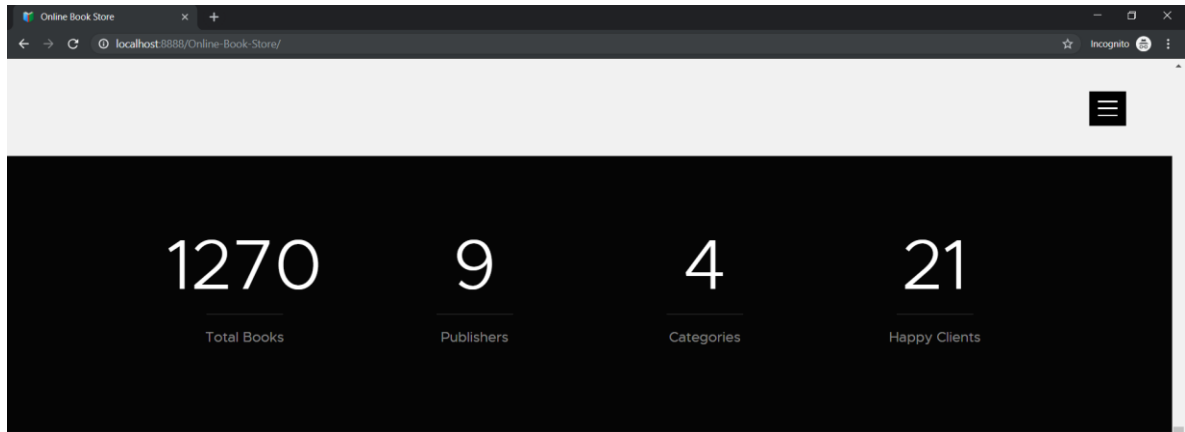 Online Book Store
localhost:8888/Online-Book-Store/
Incognito
1270 9 4 21
Total Books Publishers Categories Happy Clients